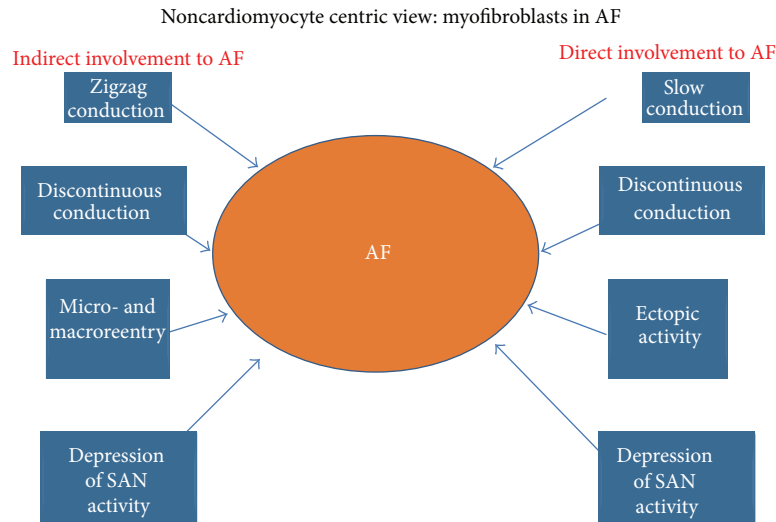 Noncardiomyocyte centric view: myofibroblasts in AF
Indirect involvement to AF
Direct involvement to AF
Zigzag
conduction
Discontinuous
conduction
Micro- and
macroreentry
Depression
of SAN
activity
AF
Slow
conduction
Discontinuous
conduction
Ectopic
activity
Depression
of SAN
activity